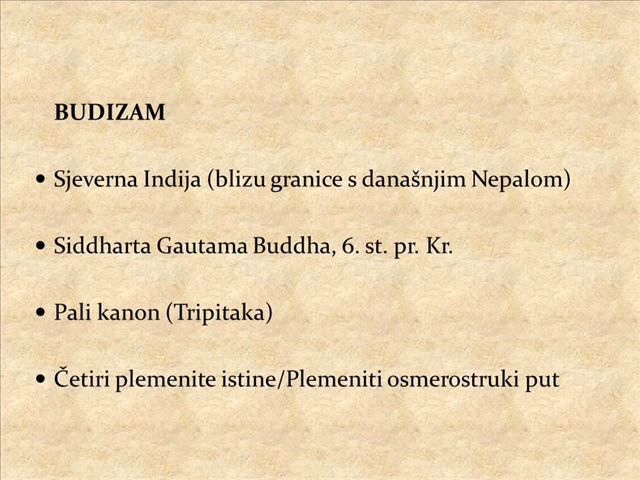 BUDIZAM
• Sjeverna Indija (blizu granice s današnjim Nepalom)
• Siddharta Gautama Buddha, 6. st. pr. Kr.
• Pali kanon (Tripitaka)
• Četiri plemenite istine/Plemeniti osmerostruki put